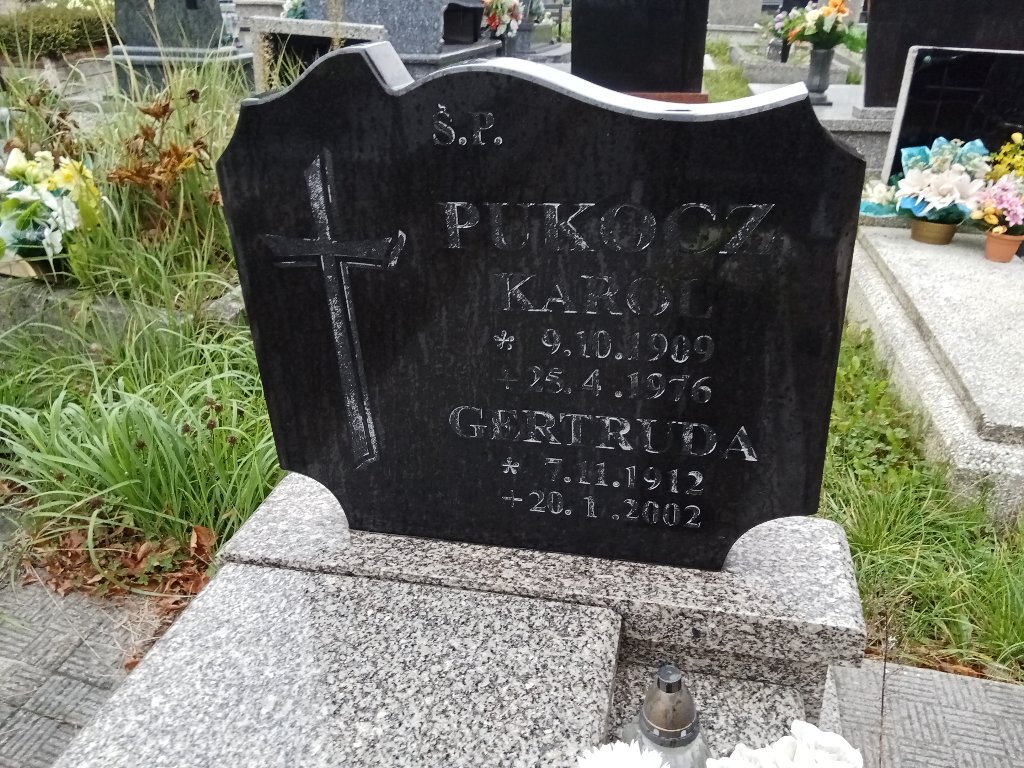 Ś.P.
PUKOCZ
KAROL
* 9.10.1909
+ 25.4.1976
GERTRUDA
* 7.11.1912
+ 20.1.2002